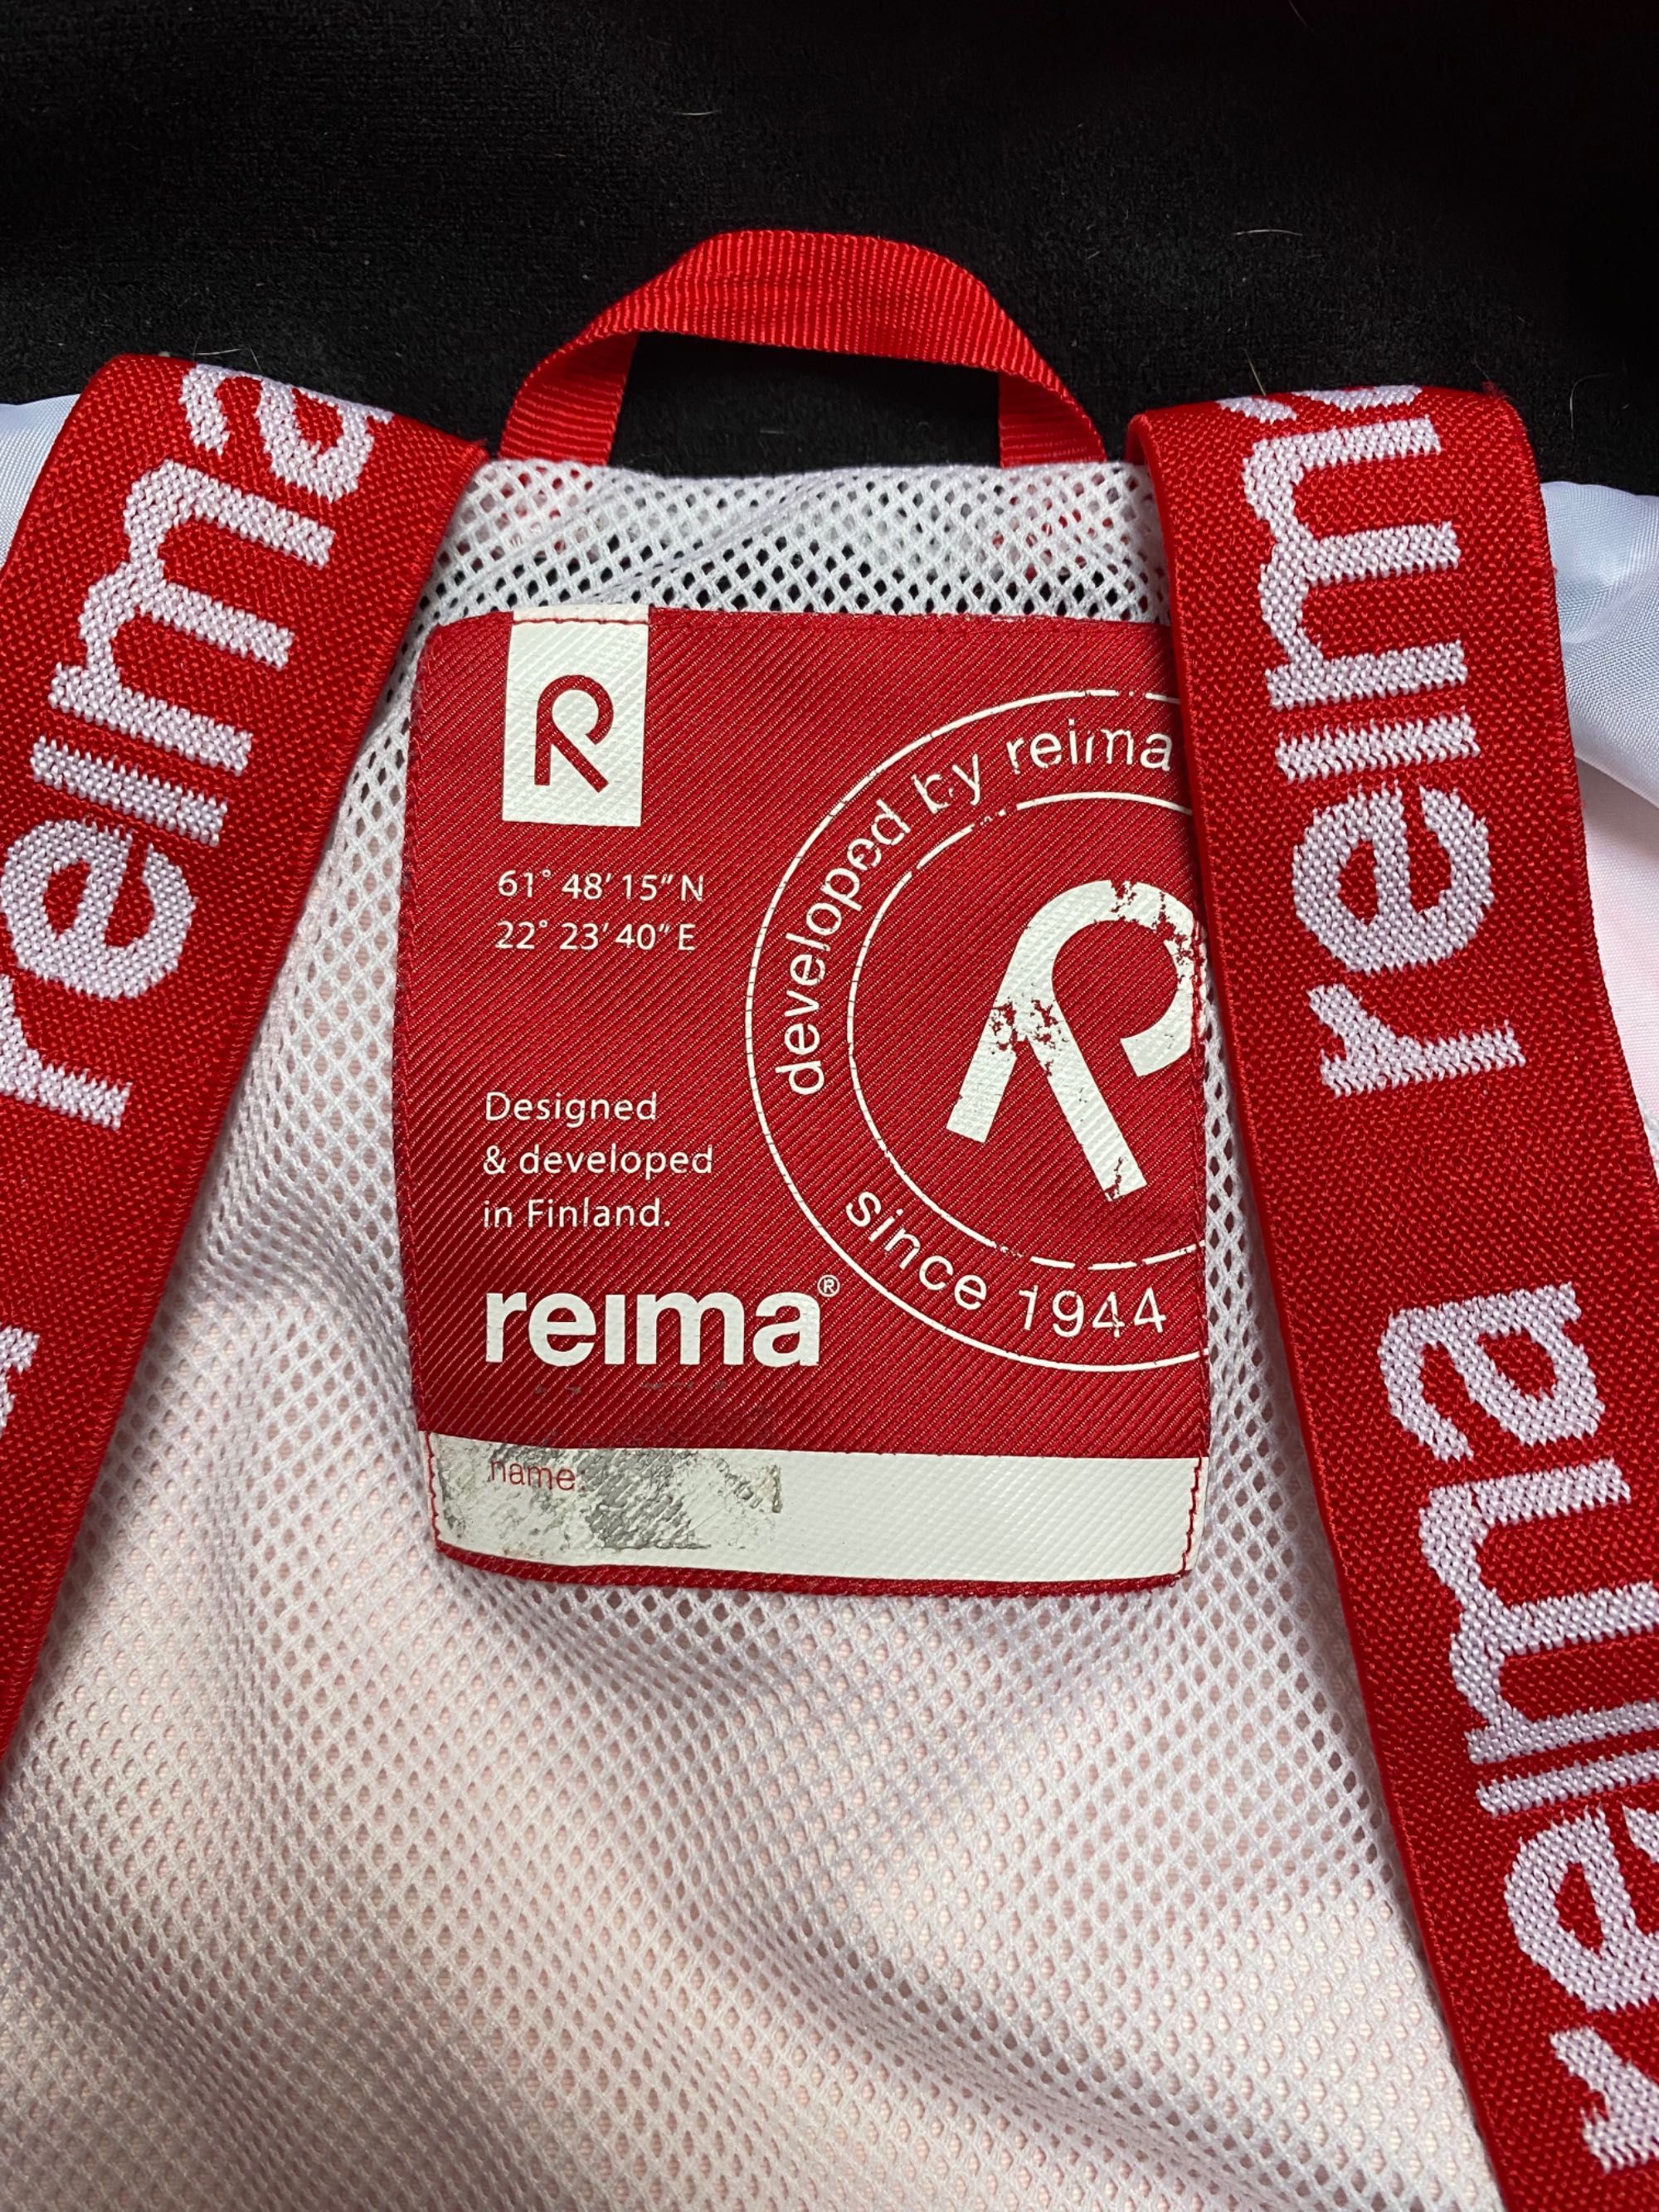 reima
reima
61° 48' 15" N
22° 23' 40" E
developed by reima
since 1944
Designed
& developed
in Finland.
reima®
name:
reima
reima